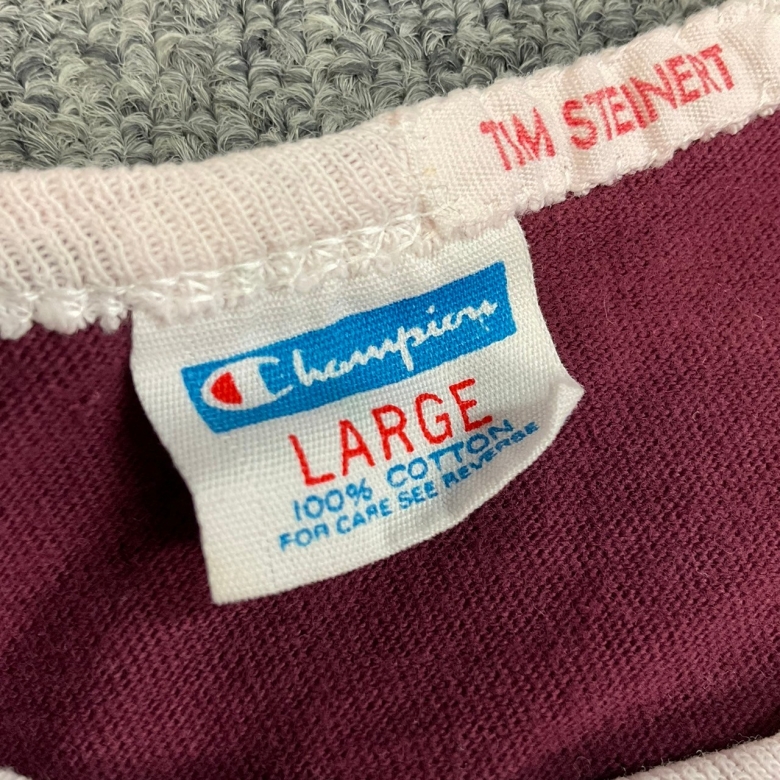 TIM STEINERT
Champion
LARGE
100% COTTON
FOR CARE SEE REVERSE